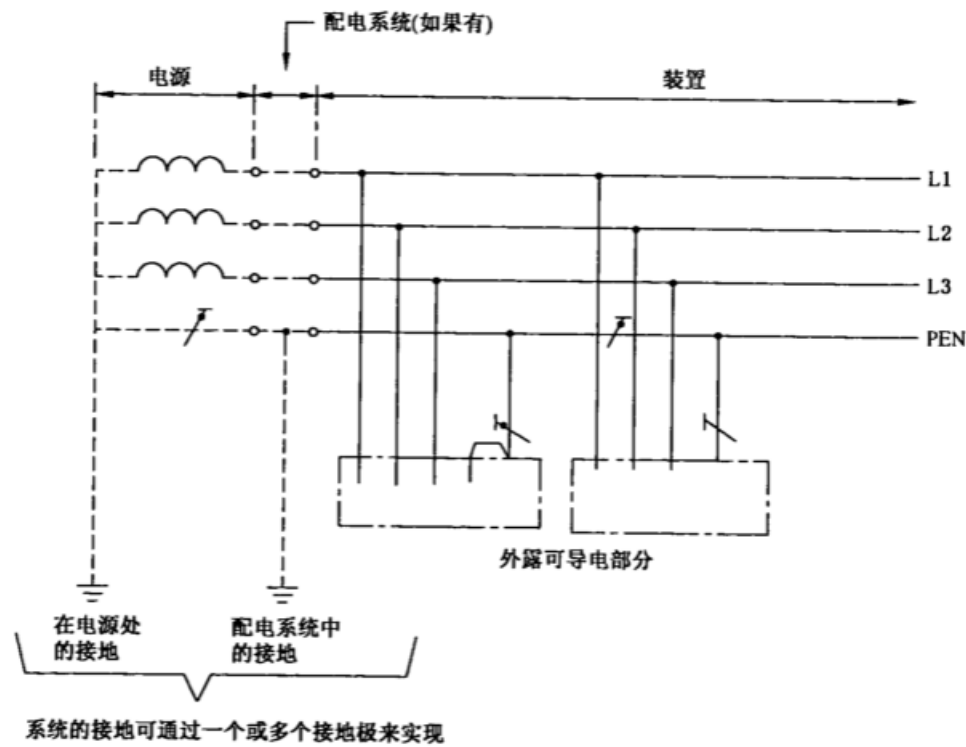 配电系统(如果有)
电源
装置
L1
L2
L3
PEN
外露可导电部分
在电源处
的接地
配电系统中
的接地
系统的接地可通过一个或多个接地极来实现